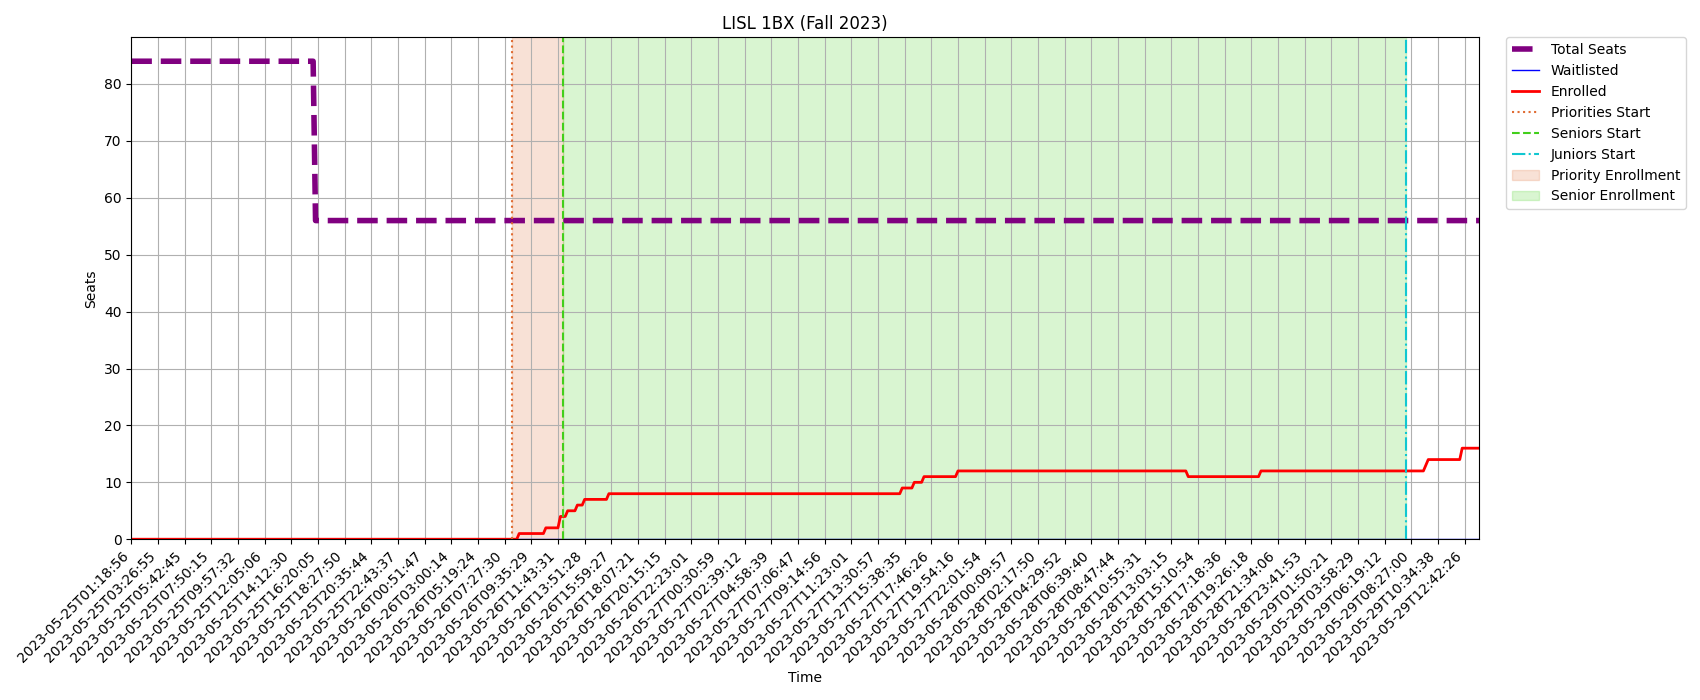 LISL 1BX (Fall 2023)
Total Seats
Waitlisted
Enrolled
Priorities Start
Seniors Start
Juniors Start
Priority Enrollment
Senior Enrollment
Seats
80
70
60
50
40
30
20
10
0
2023-05-25T01:18:56
2023-05-25T03:26:55
2023-05-25T05:42:45
2023-05-25T07:50:15
2023-05-25T09:57:32
2023-05-25T12:05:06
2023-05-25T14:12:30
2023-05-25T16:20:05
2023-05-25T18:27:50
2023-05-25T20:35:44
2023-05-25T22:43:37
2023-05-26T00:51:47
2023-05-26T03:00:14
2023-05-26T05:19:24
2023-05-26T07:27:30
2023-05-26T09:35:29
2023-05-26T11:43:31
2023-05-26T13:51:28
2023-05-26T15:59:27
2023-05-26T18:07:21
2023-05-26T20:15:15
2023-05-26T22:23:01
2023-05-27T00:30:59
2023-05-27T02:39:12
2023-05-27T04:58:39
2023-05-27T07:06:47
2023-05-27T09:14:56
2023-05-27T11:23:01
2023-05-27T13:30:57
2023-05-27T15:38:35
2023-05-27T17:46:26
2023-05-27T19:54:16
2023-05-27T22:01:54
2023-05-28T00:09:57
2023-05-28T02:17:50
2023-05-28T04:29:52
2023-05-28T06:39:40
2023-05-28T08:47:44
2023-05-28T10:55:31
2023-05-28T13:03:15
2023-05-28T15:10:54
2023-05-28T17:18:36
2023-05-28T19:26:18
2023-05-28T21:34:06
2023-05-28T23:41:53
2023-05-29T01:50:21
2023-05-29T03:58:29
2023-05-29T06:19:12
2023-05-29T08:27:00
2023-05-29T10:34:38
2023-05-29T12:42:26
Time